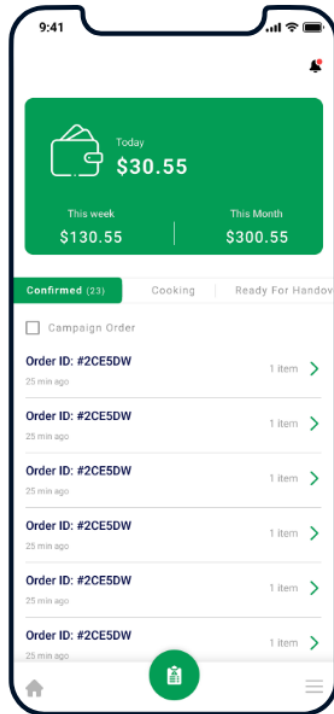 9:41
Today
$30.55
This week This Month
$130.55 $300.55
Confirmed (23) Cooking Ready For Handov
Campaign Order
Order ID: #2CE5DW
1 item
25 min ago
Order ID: #2CE5DW
1 item
25 min ago
Order ID: #2CE5DW
1 item
25 min ago
Order ID: #2CE5DW
1 item
25 min ago
Order ID: #2CE5DW
1 item
25 min ago
Order ID: #2CE5DW
1 item
25 min ago